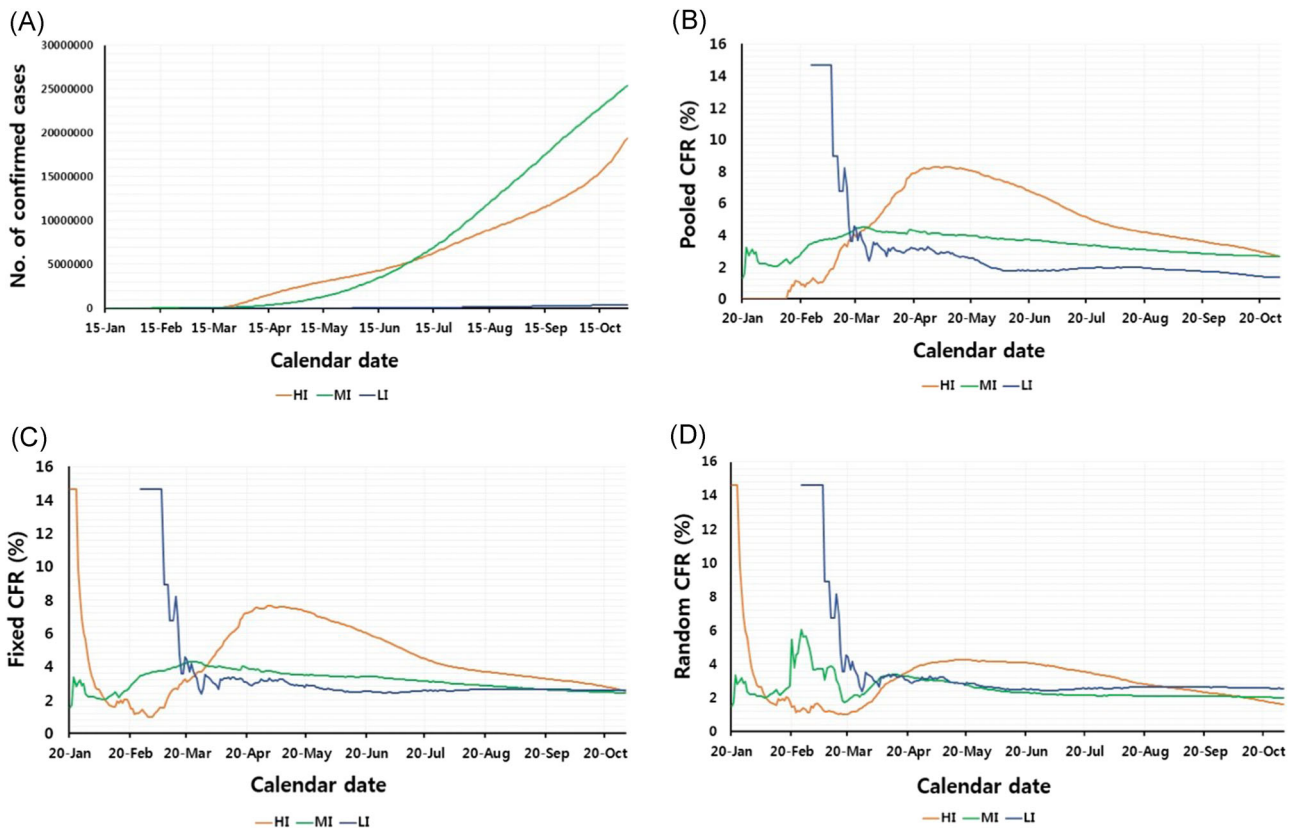 (A)
No. of confirmed cases
30000000
25000000
20000000
15000000
10000000
5000000
0
15-Jan 15-Feb 15-Mar 15-Apr 15-May 15-Jun 15-Jul 15-Aug 15-Sep 15-Oct
Calendar date
HI MI LI
(B)
Pooled CFR (%)
16
14
12
10
8
6
4
2
0
20-Jan 20-Feb 20-Mar 20-Apr 20-May 20-Jun 20-Jul 20-Aug 20-Sep 20-Oct
Calendar date
HI MI LI
(C)
Fixed CFR (%)
16
14
12
10
8
6
4
2
0
20-Jan 20-Feb 20-Mar 20-Apr 20-May 20-Jun 20-Jul 20-Aug 20-Sep 20-Oct
Calendar date
HI MI LI
(D)
Random CFR (%)
16
14
12
10
8
6
4
2
0
20-Jan 20-Feb 20-Mar 20-Apr 20-May 20-Jun 20-Jul 20-Aug 20-Sep 20-Oct
Calendar date
HI MI LI